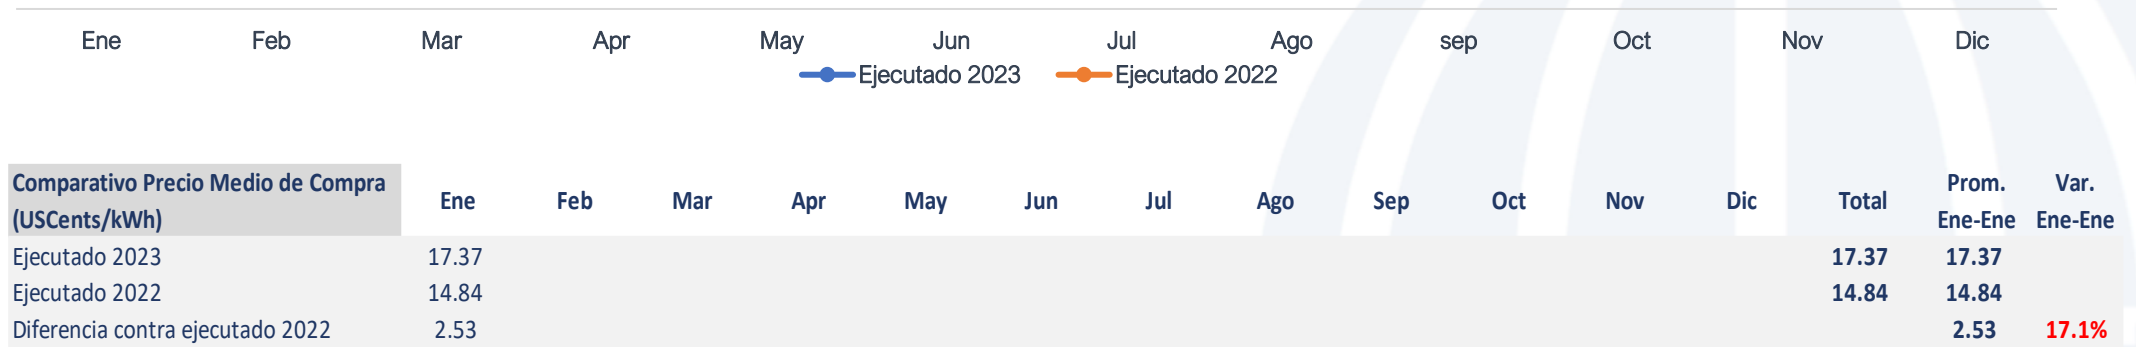 Ene Feb Mar Apr May Jun Jul Ago sep Oct Nov Dic
Ejecutado 2023 Ejecutado 2022
Comparativo Precio Medio de Compra (USCents/kWh) Ene Feb Mar Apr May Jun Jul Ago Sep Oct Nov Dic Total Prom. Ene-Ene Var. Ene-Ene
Ejecutado 2023 17.37 17.37 17.37
Ejecutado 2022 14.84 14.84 14.84
Diferencia contra ejecutado 2022 2.53 2.53 17.1%